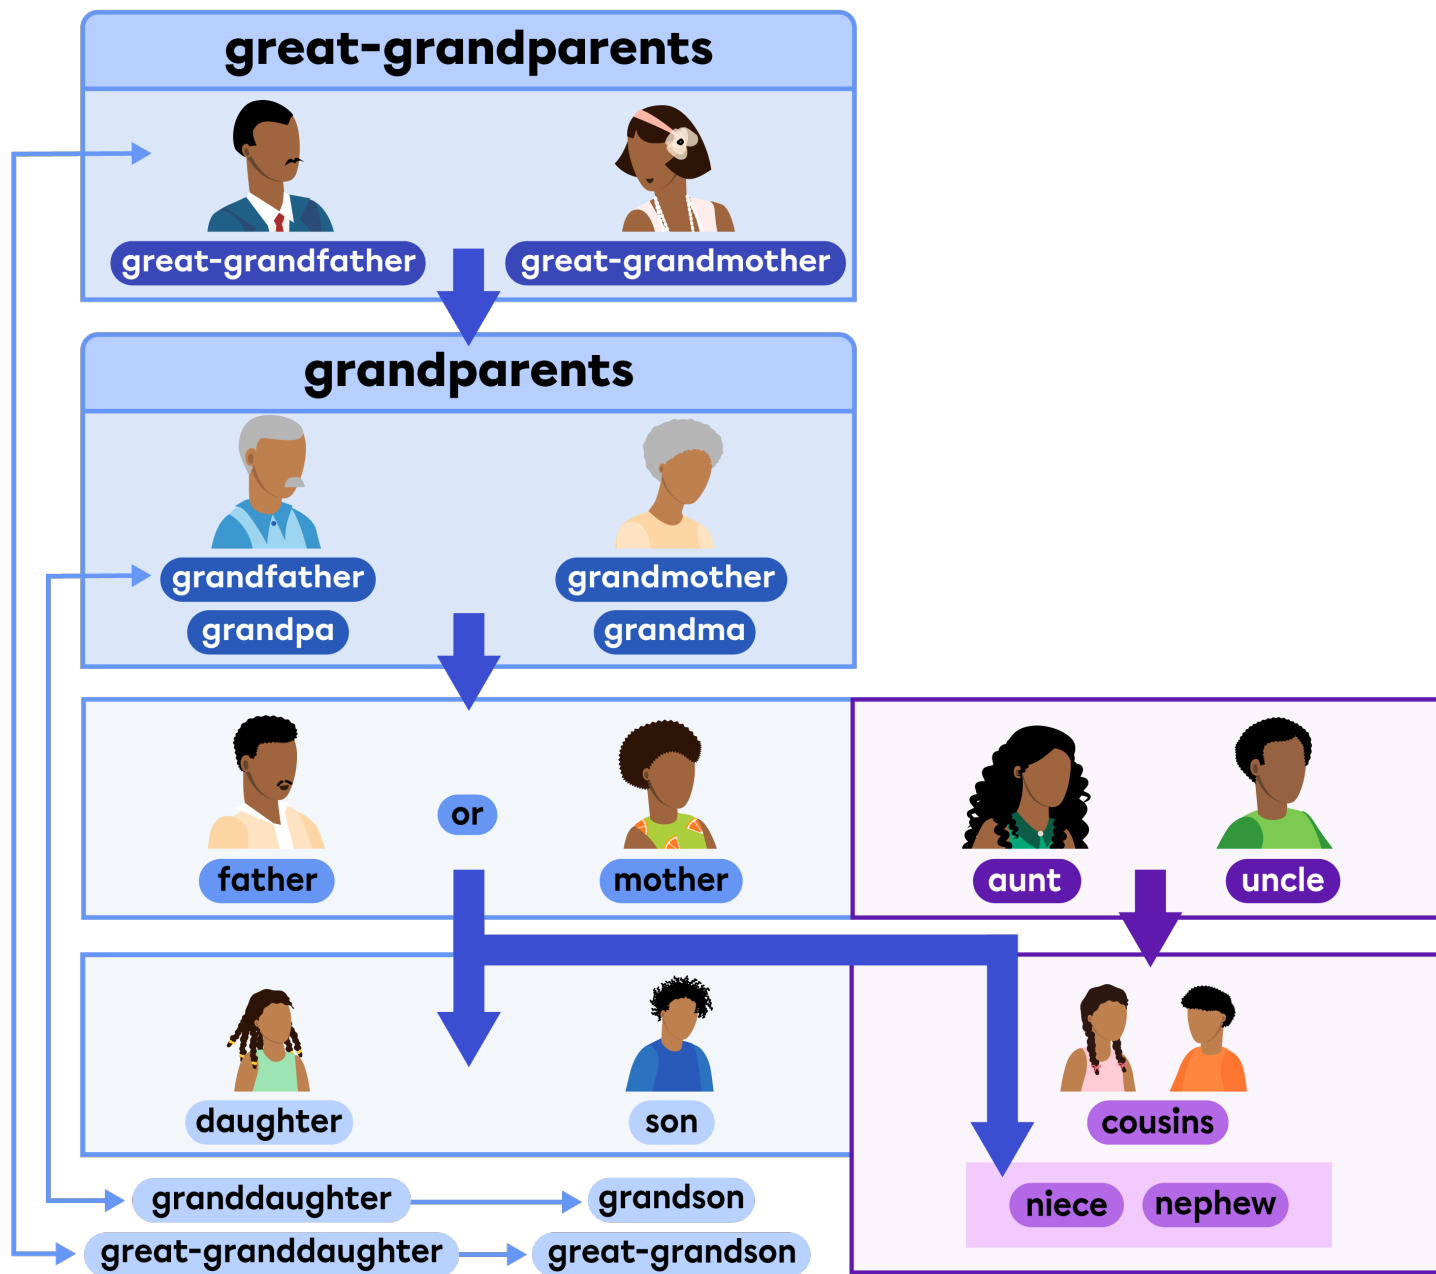 great-grandparents
great-grandfather great-grandmother
grandparents
grandfather grandmother
grandpa grandma
or
father mother aunt uncle
daughter son cousins
granddaughter grandson niece nephew
great-granddaughter great-grandson